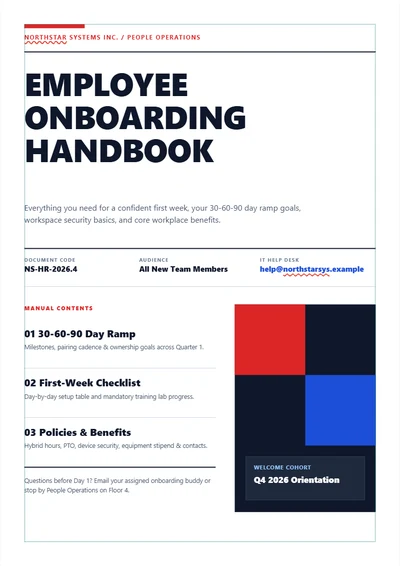 NORTHSTAR SYSTEMS INC. / PEOPLE OPERATIONS
EMPLOYEE
ONBOARDING
HANDBOOK
Everything you need for a confident first week, your 30-60-90 day ramp goals,
workspace security basics, and core workplace benefits.
DOCUMENT CODE
NS-HR-2026.4
AUDIENCE
All New Team Members
IT HELP DESK
help@northstarsys.example
MANUAL CONTENTS
01 30-60-90 Day Ramp
Milestones, pairing cadence & ownership goals across Quarter 1.
02 First-Week Checklist
Day-by-day setup table and mandatory training lab progress.
03 Policies & Benefits
Hybrid hours, PTO, device security, equipment stipend & contacts.
Questions before Day 1? Email your assigned onboarding buddy or
stop by People Operations on Floor 4.
WELCOME COHORT
Q4 2026 Orientation